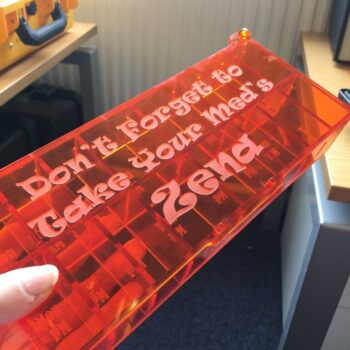 Don't Forget to
Take Your Med's
Zena